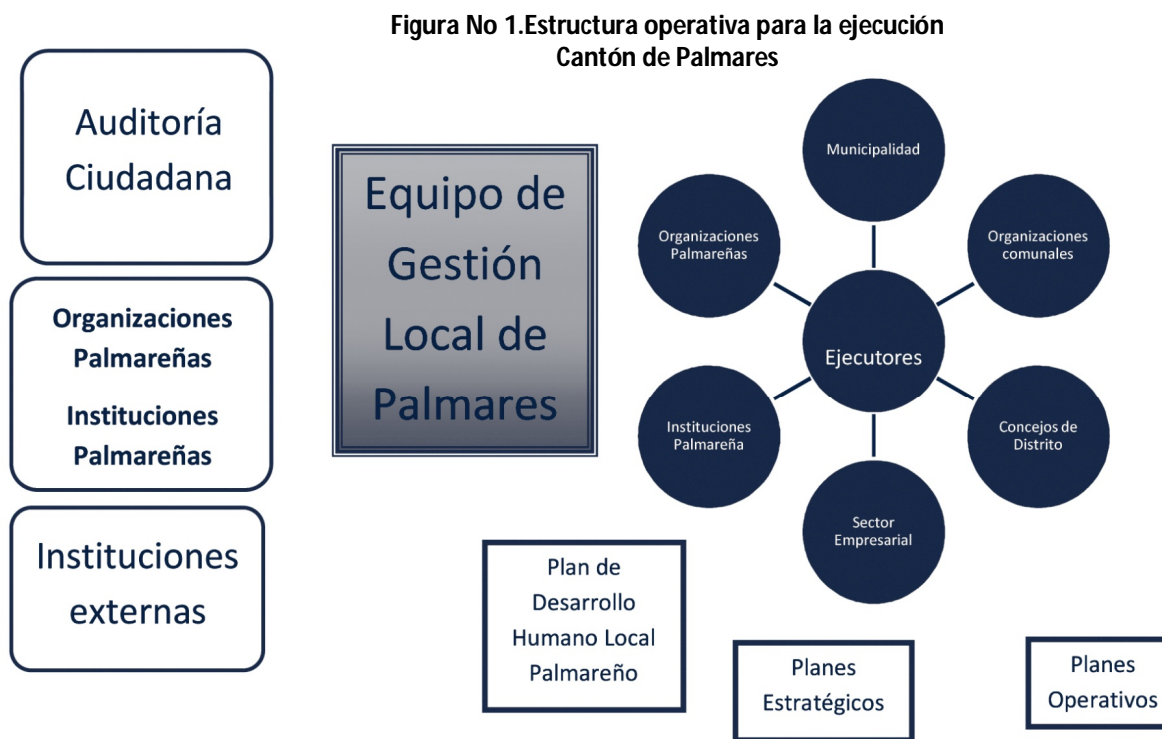 Figura No 1.Estructura operativa para la ejecución
Cantón de Palmares
Auditoría
Ciudadana
Organizaciones
Palmareñas
Instituciones
Palmareñas
Instituciones
externas
Equipo de
Gestión
Local de
Palmares
Municipalidad
Organizaciones
Palmareñas
Organizaciones
comunales
Ejecutores
Instituciones
Palmareña
Concejos de
Distrito
Sector
Empresarial
Plan de
Desarrollo
Humano Local
Palmareño
Planes
Estratégicos
Planes
Operativos